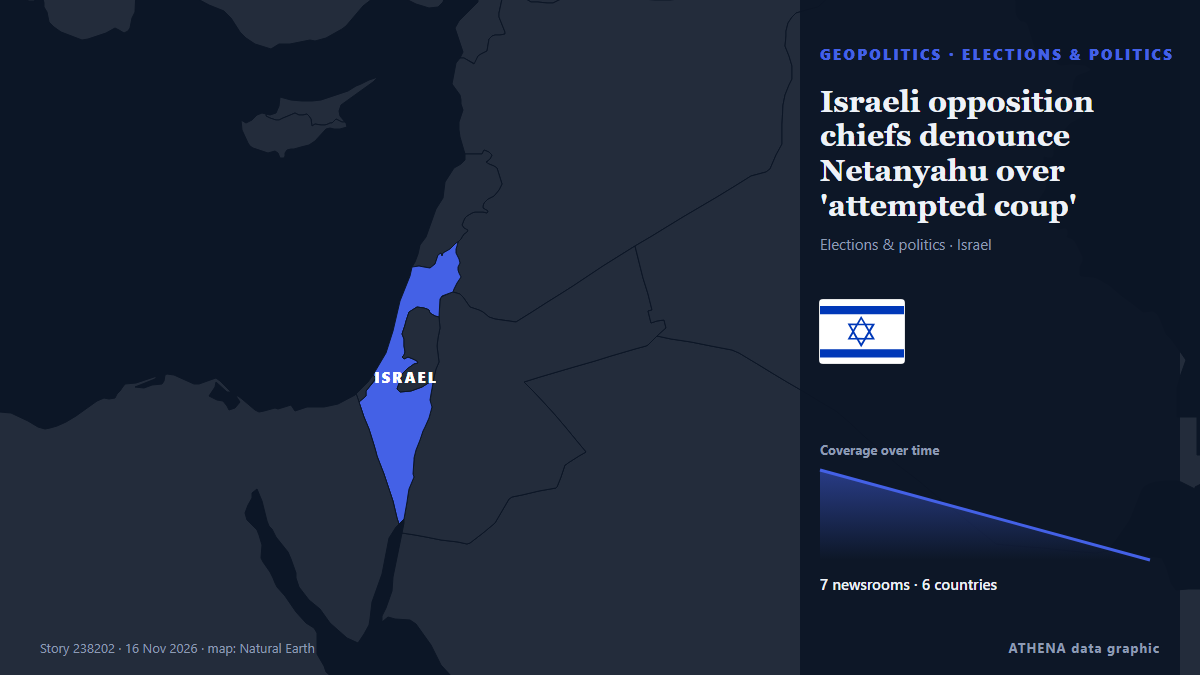 GEOPOLITICS · ELECTIONS & POLITICS
Israeli opposition
chiefs denounce
Netanyahu over
'attempted coup'
Elections & politics · Israel
ISRAEL
Coverage over time
7 newsrooms · 6 countries
Story 238202 · 16 Nov 2026 · map: Natural Earth
ATHENA data graphic